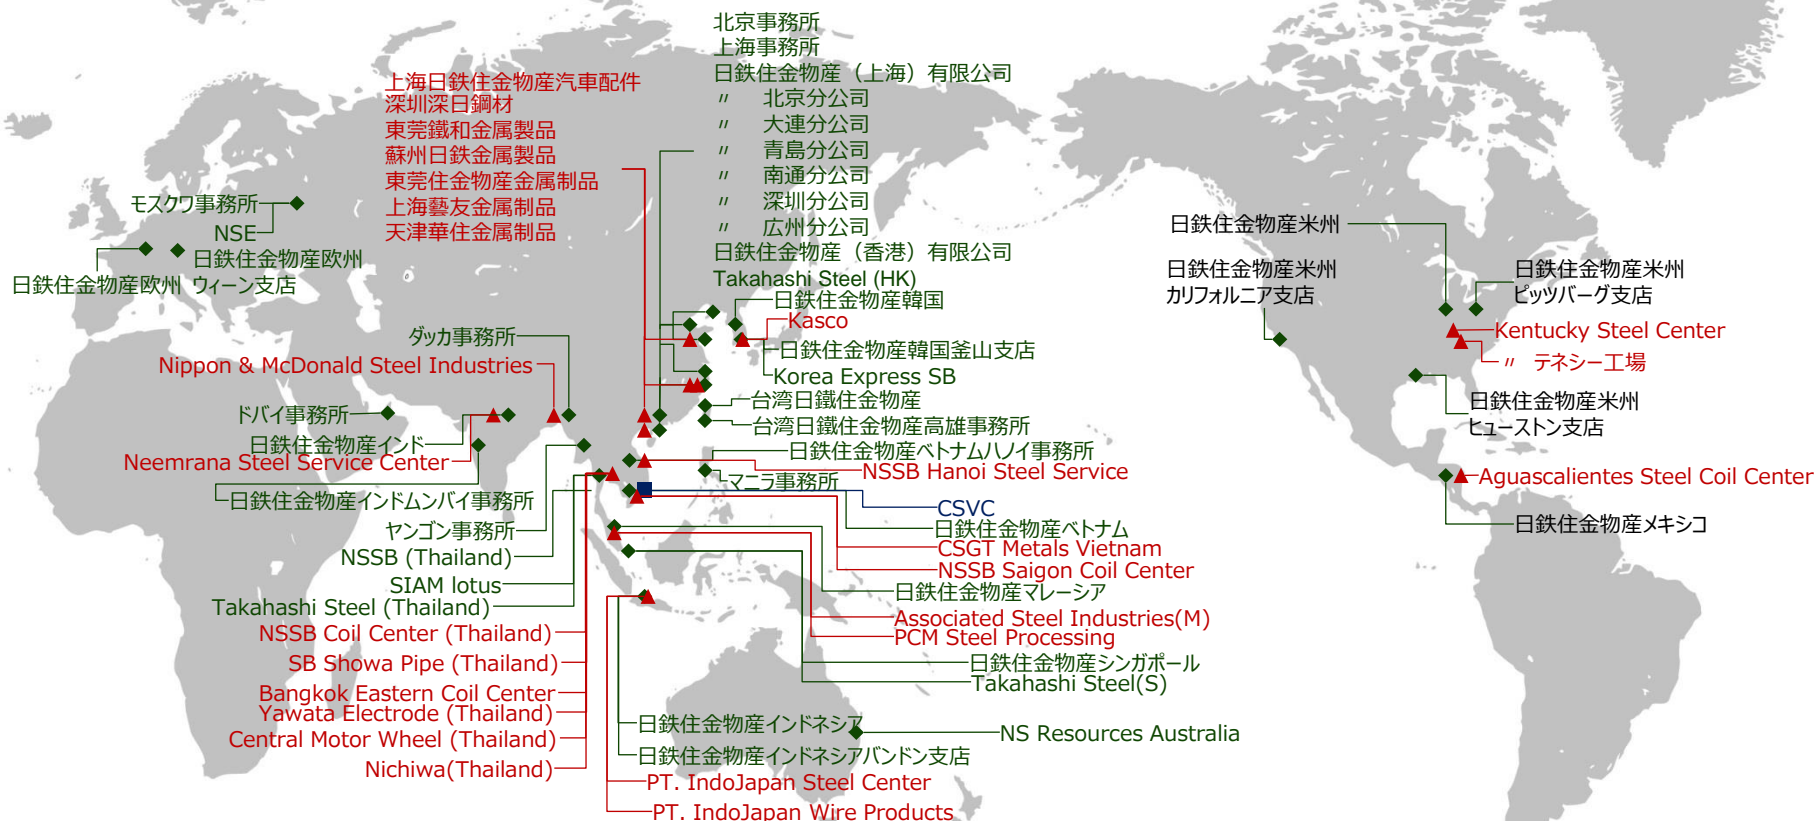 北京事務所
上海事務所
日鉄住金物産（上海）有限公司
〃 北京分公司
〃 大連分公司
〃 青島分公司
〃 南通分公司
〃 深圳分公司
〃 広州分公司
日鉄住金物産（香港）有限公司
Takahashi Steel (HK)
上海日鉄住金物産汽車配件
深圳深日鋼材
東莞鐵和金属製品
蘇州日鉄金属製品
東莞住金物産金属制品
上海藝友金属制品
天津華住金属制品
モスクワ事務所
NSE
日鉄住金物産欧州
日鉄住金物産欧州 ウィーン支店
日鉄住金物産韓国
Kasco
日鉄住金物産韓国釜山支店
Korea Express SB
台湾日鐵住金物産
台湾日鐵住金物産高雄事務所
日鉄住金物産ベトナムハノイ事務所
NSSB Hanoi Steel Service
マニラ事務所
CSVC
日鉄住金物産ベトナム
CSGT Metals Vietnam
NSSB Saigon Coil Center
日鉄住金物産マレーシア
Associated Steel Industries(M)
PCM Steel Processing
日鉄住金物産シンガポール
Takahashi Steel(S)
ダッカ事務所
Nippon & McDonald Steel Industries
ドバイ事務所
日鉄住金物産インド
Neemrana Steel Service Center
日鉄住金物産インドムンバイ事務所
ヤンゴン事務所
NSSB (Thailand)
SIAM lotus
Takahashi Steel (Thailand)
NSSB Coil Center (Thailand)
SB Showa Pipe (Thailand)
Bangkok Eastern Coil Center
Yawata Electrode (Thailand)
Central Motor Wheel (Thailand)
Nichiwa(Thailand)
日鉄住金物産インドネシア
日鉄住金物産インドネシアバンドン支店
PT. IndoJapan Steel Center
PT. IndoJapan Wire Products
NS Resources Australia
日鉄住金物産米州
日鉄住金物産米州
カリフォルニア支店
日鉄住金物産米州
ピッツバーグ支店
Kentucky Steel Center
〃 テネシー工場
日鉄住金物産米州
ヒューストン支店
Aguascalientes Steel Coil Center
日鉄住金物産メキシコ